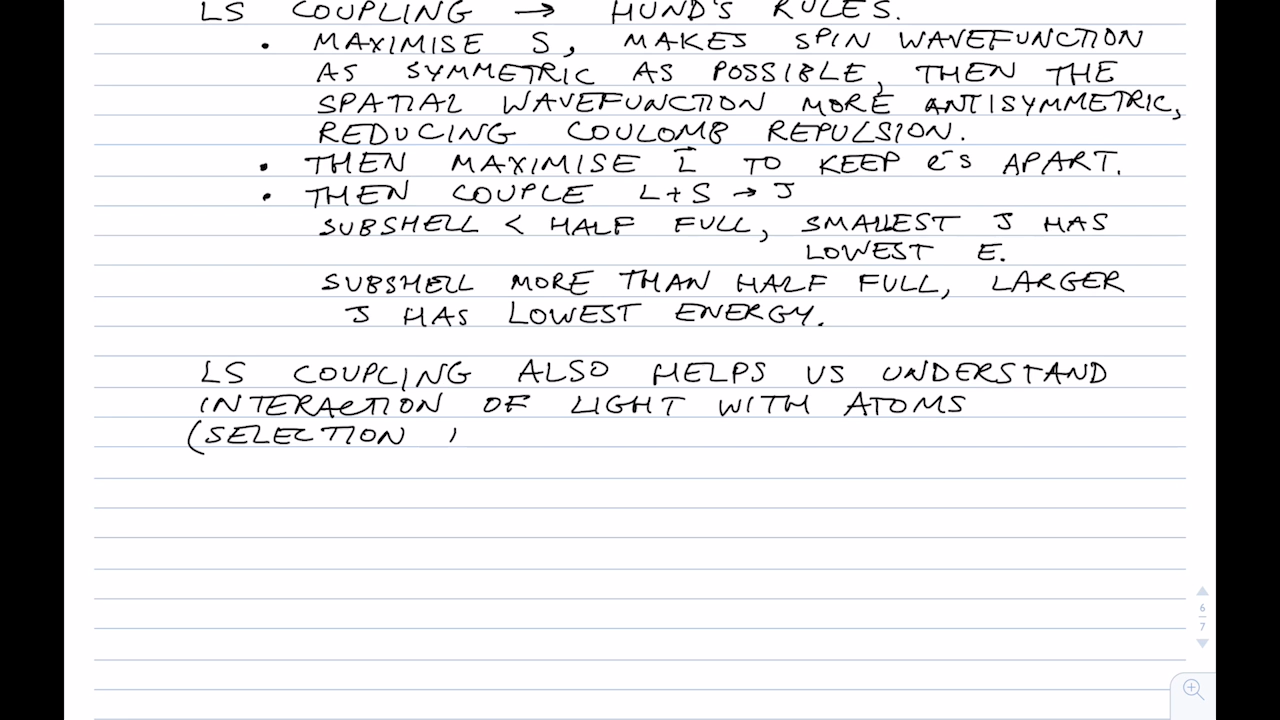 LS COUPLING → HUND'S RULES.
• MAXIMISE S, MAKES SPIN WAVEFUNCTION
AS SYMMETRIC AS POSSIBLE, THEN THE
SPATIAL WAVEFUNCTION MORE ANTISYMMETRIC,
REDUCING COULOMB REPULSION.
• THEN MAXIMISE L⃗ TO KEEP e⁻s APART.
• THEN COUPLE L+S → J
SUBSHELL < HALF FULL, SMALLEST J HAS
LOWEST E.
SUBSHELL MORE THAN HALF FULL, LARGER
J HAS LOWEST ENERGY.
LS COUPLING ALSO HELPS US UNDERSTAND
INTERACTION OF LIGHT WITH ATOMS
(SELECTION
6
7